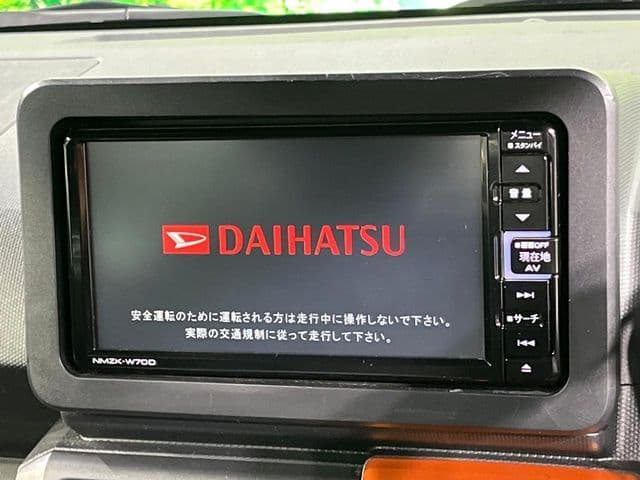 メニュー
■スタンバイ
▲
音量
▼
■画面OFF
現在地
AV
▶▶|
■サーチ
|◀◀
⏏
DAIHATSU
安全運転のために運転される方は走行中に操作しないで下さい。
実際の交通規制に従って走行して下さい。
NMZK-W70D